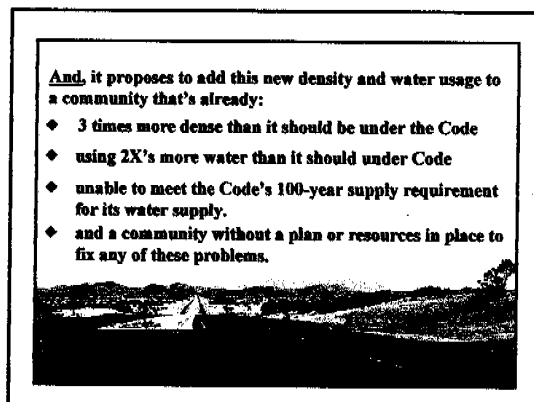 And, it proposes to add this new density and water usage to
a community that's already:
◆ 3 times more dense than it should be under the Code
◆ using 2X's more water than it should under Code
◆ unable to meet the Code's 100-year supply requirement
for its water supply.
◆ and a community without a plan or resources in place to
fix any of these problems.